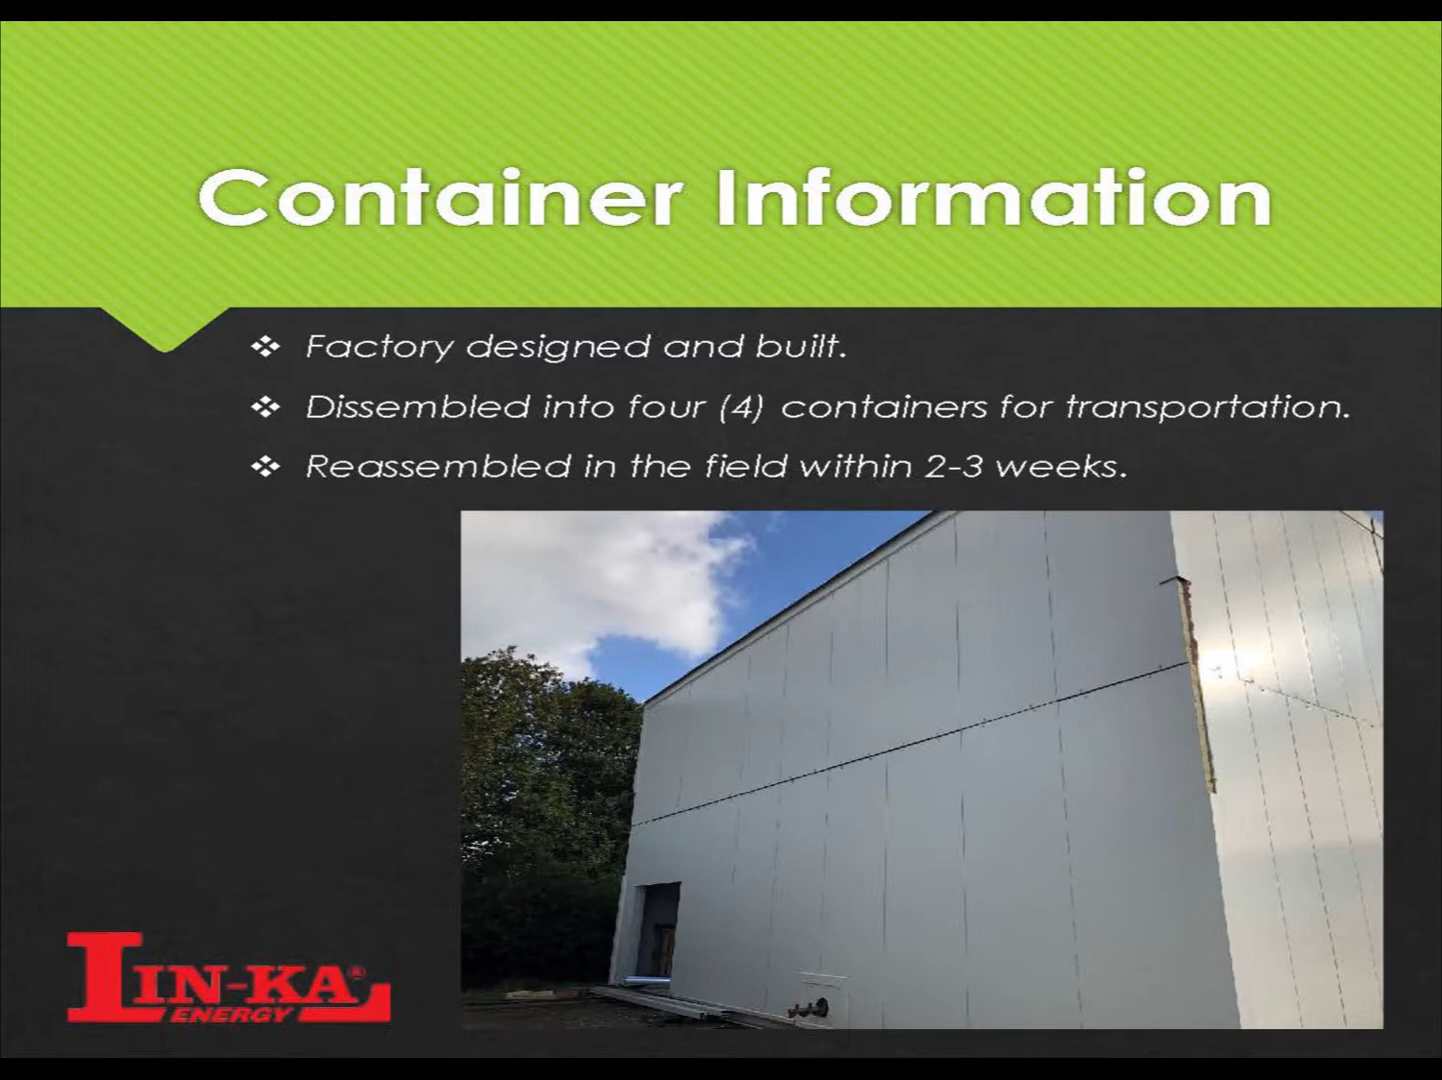 Container Information
❖ Factory designed and built.
❖ Dissembled into four (4) containers for transportation.
❖ Reassembled in the field within 2-3 weeks.
LIN-KA®
ENERGY